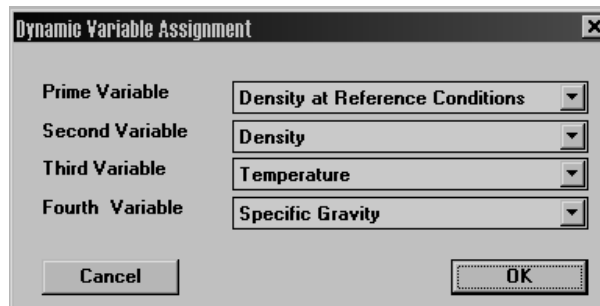 Dynamic Variable Assignment
Prime Variable Density at Reference Conditions
Second Variable Density
Third Variable Temperature
Fourth Variable Specific Gravity
Cancel OK